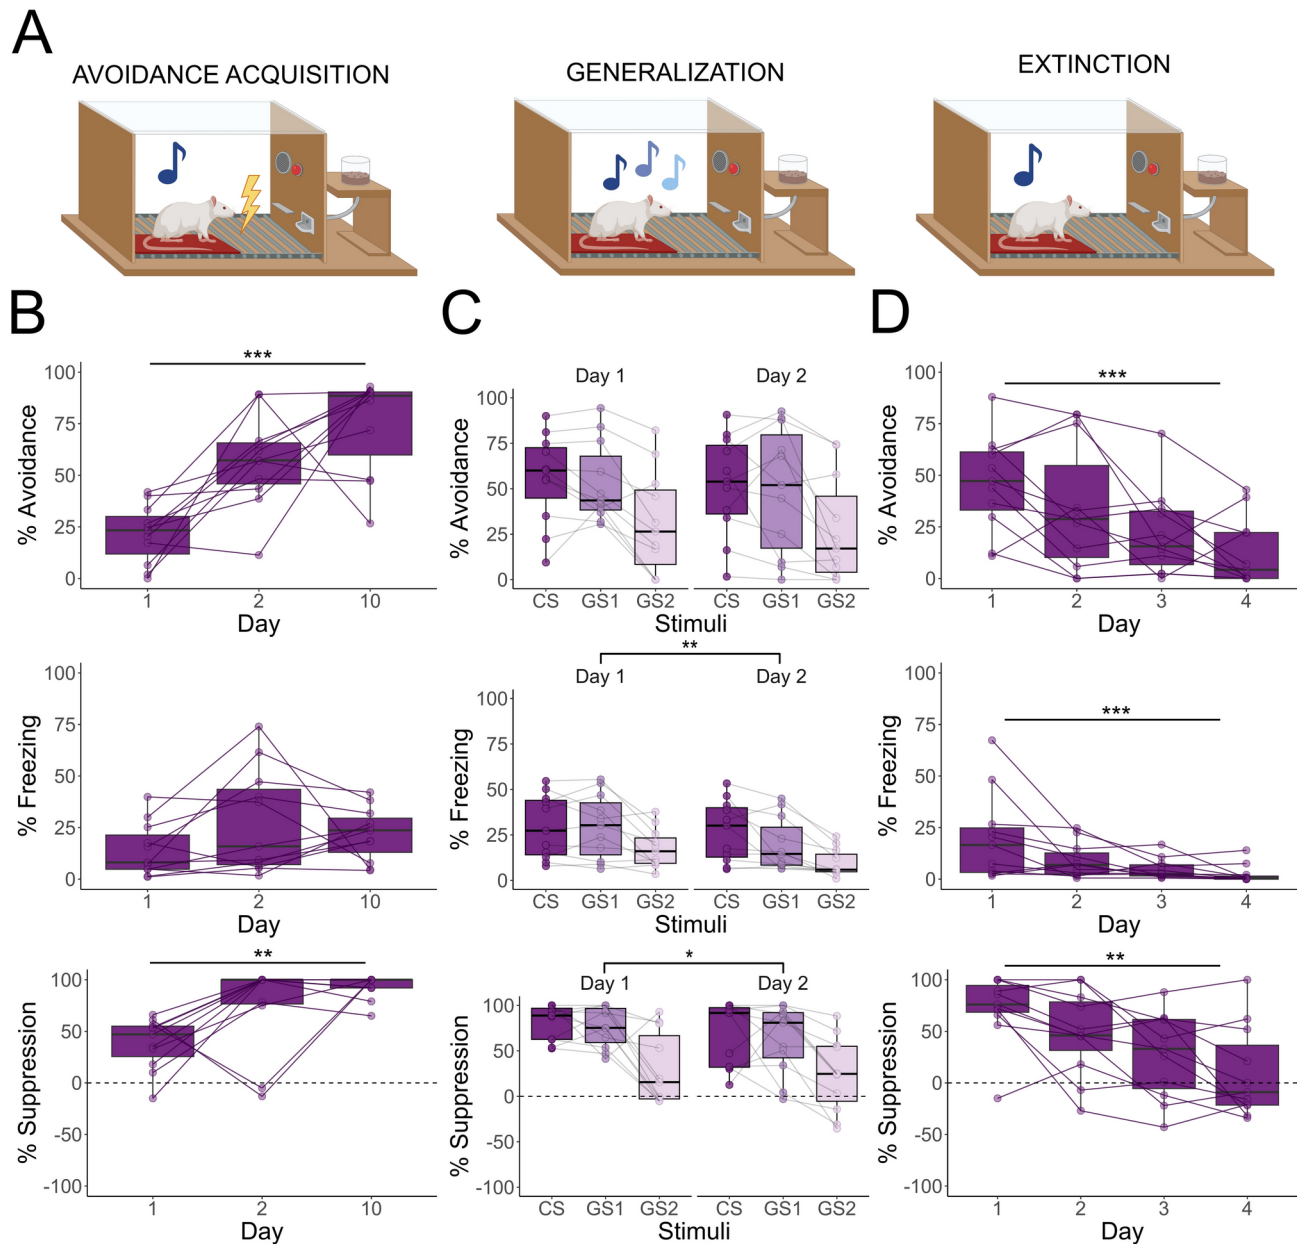 A
AVOIDANCE ACQUISITION
GENERALIZATION
EXTINCTION
B
***
% Avoidance
100
75
50
25
0
1 2 10
Day
% Freezing
100
75
50
25
0
1 2 10
Day
**
% Suppression
100
50
0
-50
-100
1 2 10
Day
C
Day 1 Day 2
% Avoidance
100
75
50
25
0
CS GS1 GS2 CS GS1 GS2
Stimuli
**
Day 1 Day 2
% Freezing
100
75
50
25
0
CS GS1 GS2 CS GS1 GS2
Stimuli
*
Day 1 Day 2
% Suppression
100
50
0
-50
-100
CS GS1 GS2 CS GS1 GS2
Stimuli
D
***
% Avoidance
100
75
50
25
0
1 2 3 4
Day
***
% Freezing
100
75
50
25
0
1 2 3 4
Day
**
% Suppression
100
50
0
-50
-100
1 2 3 4
Day